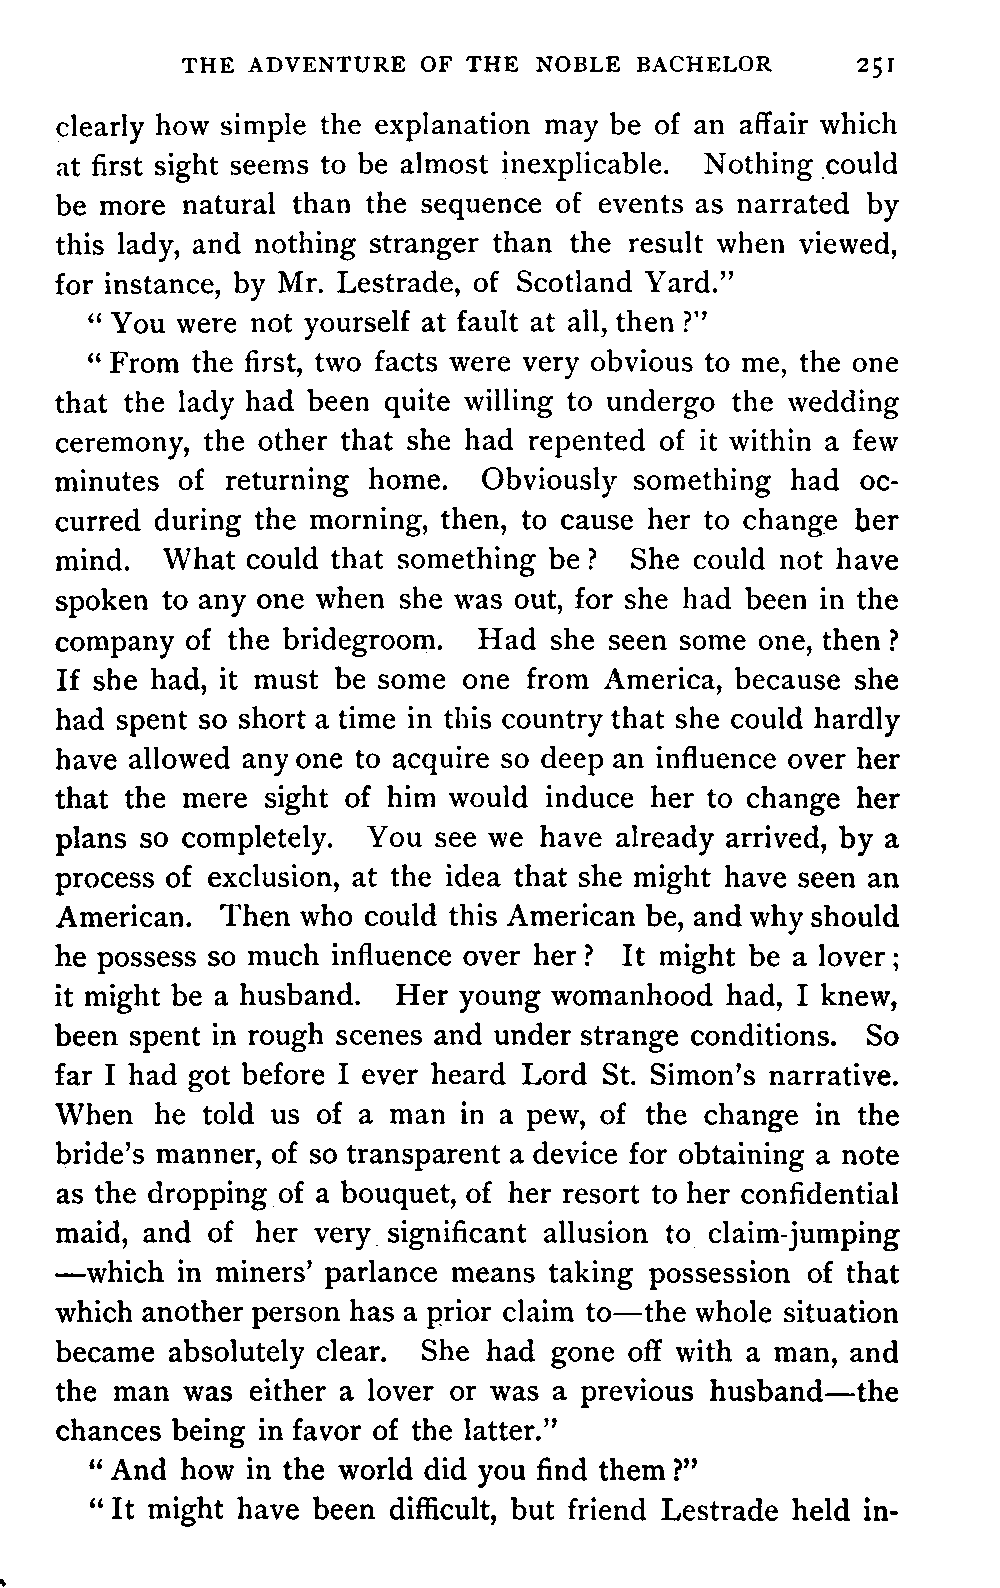 THE ADVENTURE OF THE NOBLE BACHELOR 251
clearly how simple the explanation may be of an affair which
at first sight seems to be almost inexplicable. Nothing could
be more natural than the sequence of events as narrated by
this lady, and nothing stranger than the result when viewed,
for instance, by Mr. Lestrade, of Scotland Yard."
"You were not yourself at fault at all, then?"
"From the first, two facts were very obvious to me, the one
that the lady had been quite willing to undergo the wedding
ceremony, the other that she had repented of it within a few
minutes of returning home. Obviously something had oc-
curred during the morning, then, to cause her to change her
mind. What could that something be? She could not have
spoken to any one when she was out, for she had been in the
company of the bridegroom. Had she seen some one, then?
If she had, it must be some one from America, because she
had spent so short a time in this country that she could hardly
have allowed any one to acquire so deep an influence over her
that the mere sight of him would induce her to change her
plans so completely. You see we have already arrived, by a
process of exclusion, at the idea that she might have seen an
American. Then who could this American be, and why should
he possess so much influence over her? It might be a lover;
it might be a husband. Her young womanhood had, I knew,
been spent in rough scenes and under strange conditions. So
far I had got before I ever heard Lord St. Simon's narrative.
When he told us of a man in a pew, of the change in the
bride's manner, of so transparent a device for obtaining a note
as the dropping of a bouquet, of her resort to her confidential
maid, and of her very significant allusion to claim-jumping
—which in miners' parlance means taking possession of that
which another person has a prior claim to—the whole situation
became absolutely clear. She had gone off with a man, and
the man was either a lover or was a previous husband—the
chances being in favor of the latter."
"And how in the world did you find them?"
"It might have been difficult, but friend Lestrade held in-